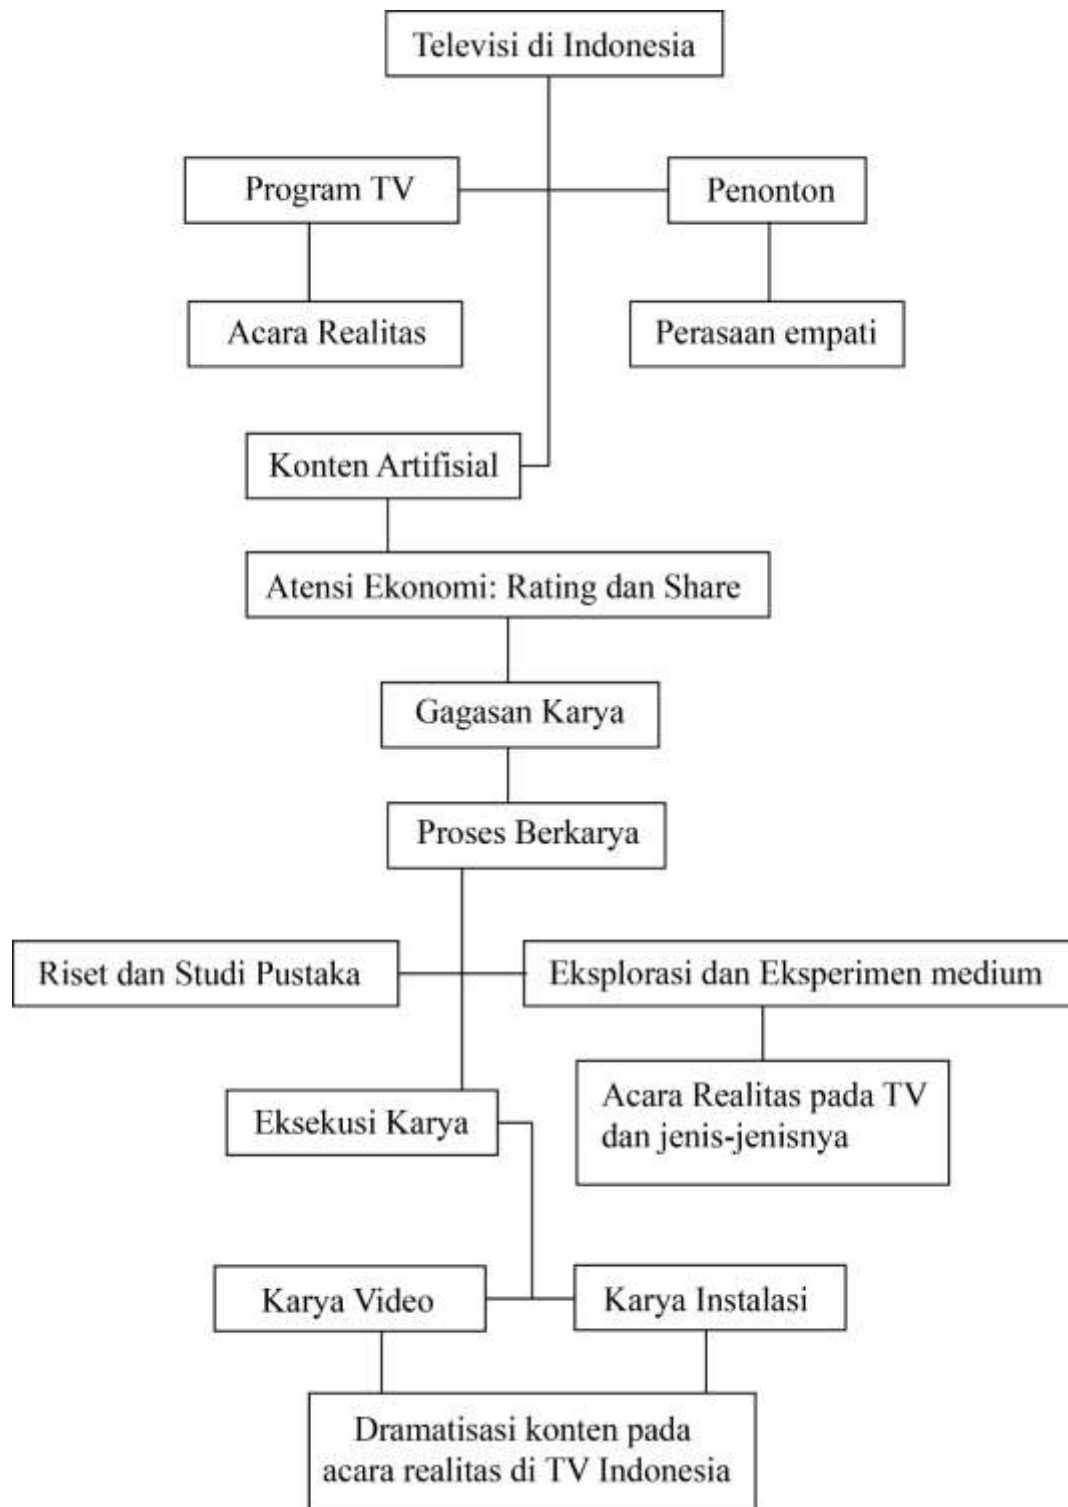 Televisi di Indonesia
Program TV
Penonton
Acara Realitas
Perasaan empati
Konten Artifisial
Atensi Ekonomi: Rating dan Share
Gagasan Karya
Proses Berkarya
Riset dan Studi Pustaka
Eksplorasi dan Eksperimen medium
Acara Realitas pada TV
dan jenis-jenisnya
Eksekusi Karya
Karya Video
Karya Instalasi
Dramatisasi konten pada
acara realitas di TV Indonesia